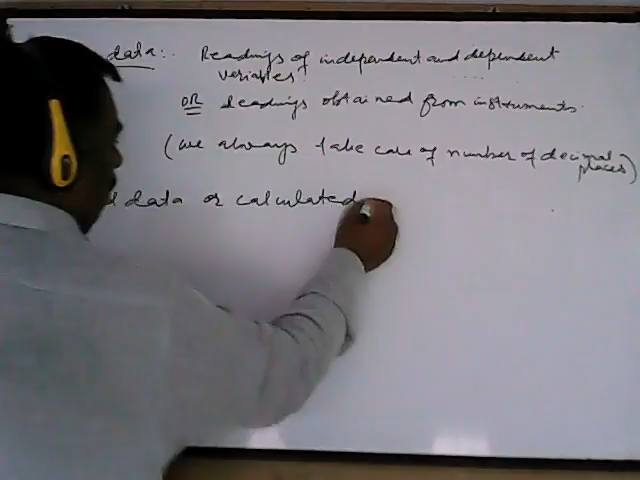 data:- Readings of independent and dependent
variables
OR readings obtained from instruments.
(we always take care of number of decimal
places)
data or calculated